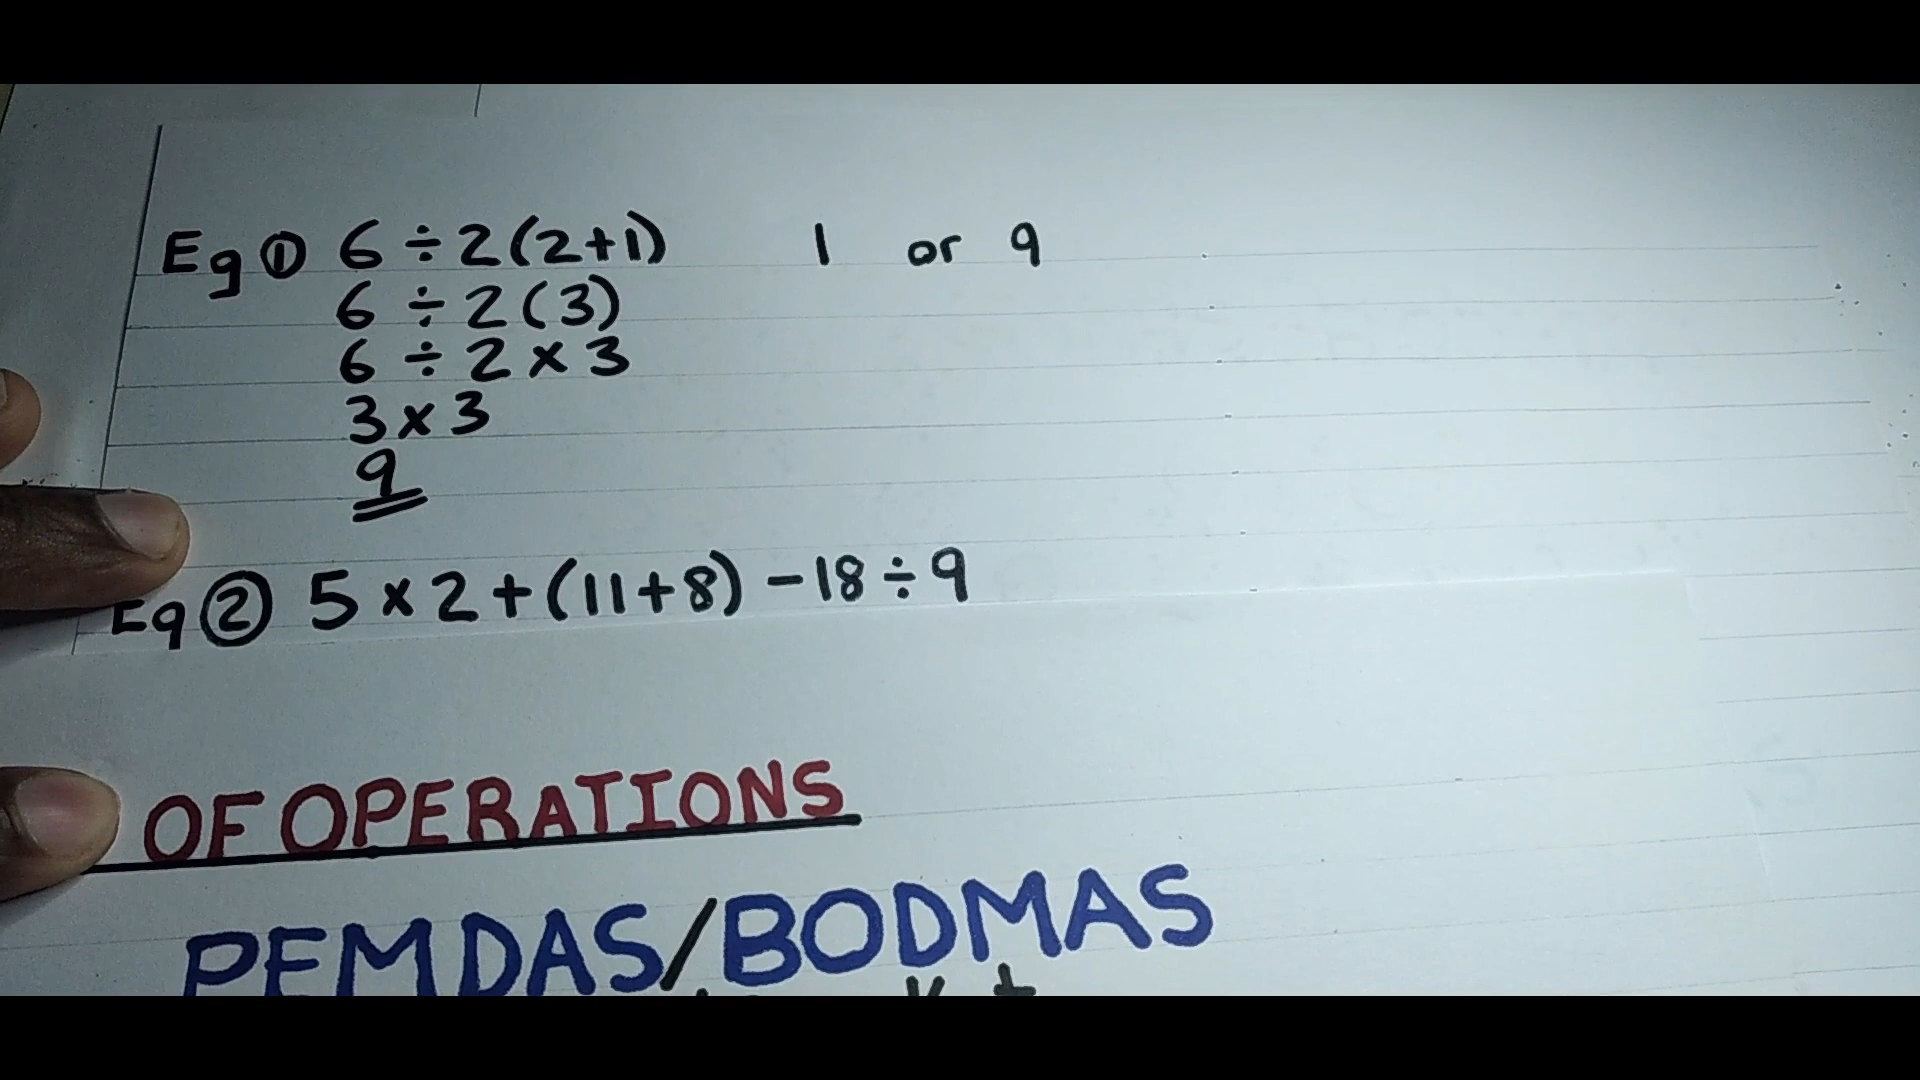 Eg ① 6 ÷ 2(2+1) 1 or 9
6 ÷ 2(3)
6 ÷ 2 × 3
3 × 3
9
Eg ② 5 × 2 + (11+8) - 18 ÷ 9
OF OPERATIONS
PEMDAS/BODMAS